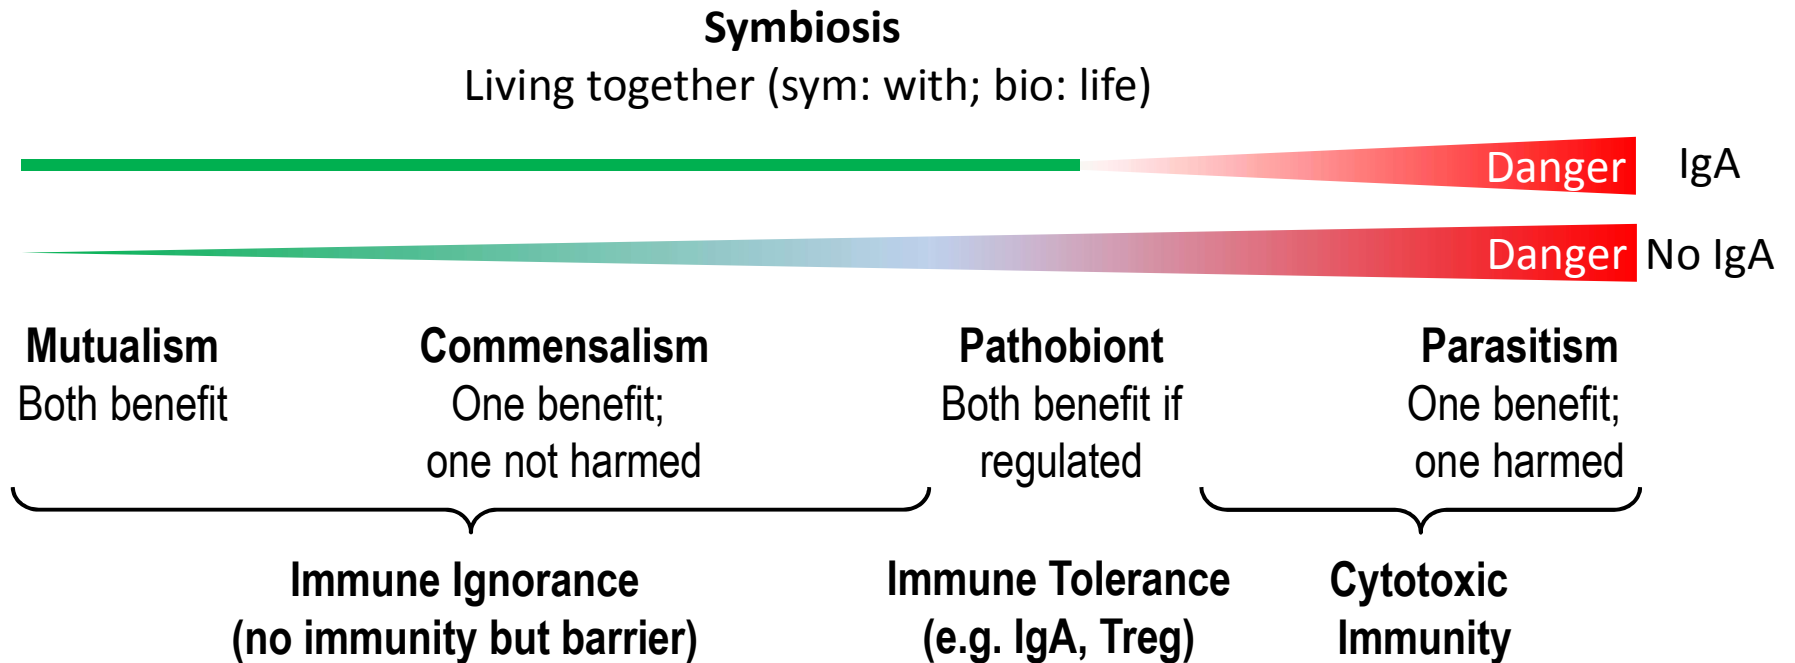 Symbiosis
Living together (sym: with; bio: life)
Danger IgA
Danger No IgA
Mutualism
Both benefit
Commensalism
One benefit;
one not harmed
Pathobiont
Both benefit if
regulated
Parasitism
One benefit;
one harmed
Immune Ignorance
(no immunity but barrier)
Immune Tolerance
(e.g. IgA, Treg)
Cytotoxic
Immunity